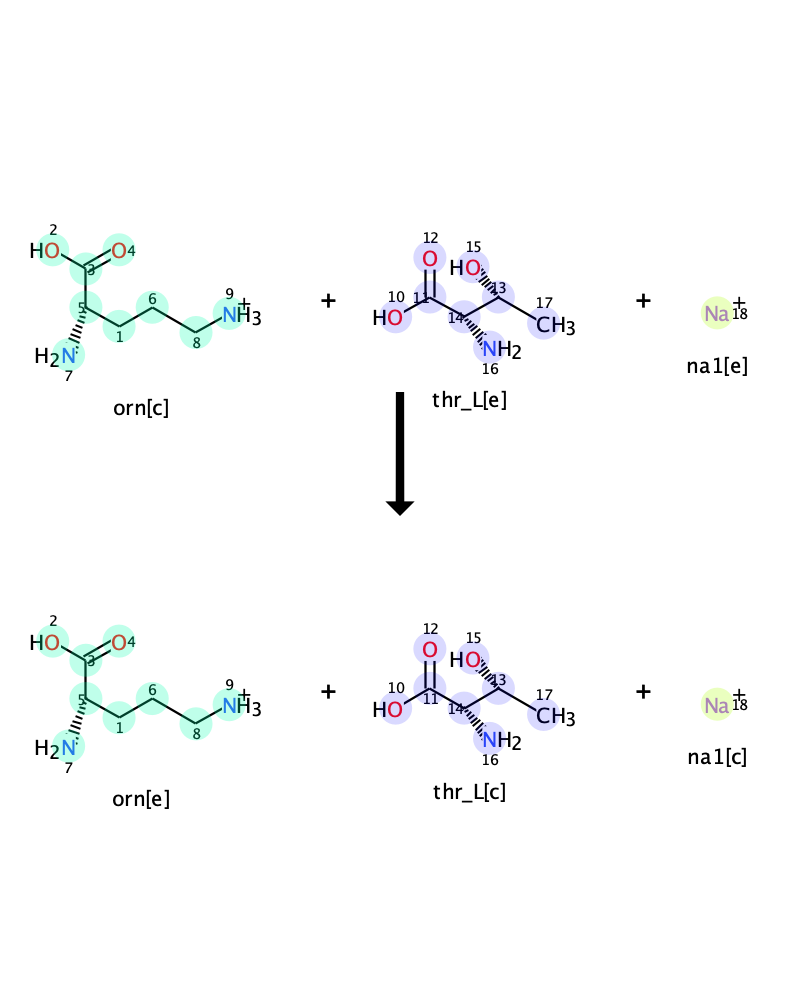 2
HO
O4
3
5
6
9
+
NH3
1
8
H2N
7
orn[c]
+
12
O
15
HO
10
11
13
17
HO
14
CH3
NH2
16
thr_L[e]
+
Na
+
18
na1[e]
2
HO
O4
3
5
6
9
+
NH3
1
8
H2N
7
orn[e]
+
12
O
15
HO
10
11
13
17
HO
14
CH3
NH2
16
thr_L[c]
+
Na
+
18
na1[c]